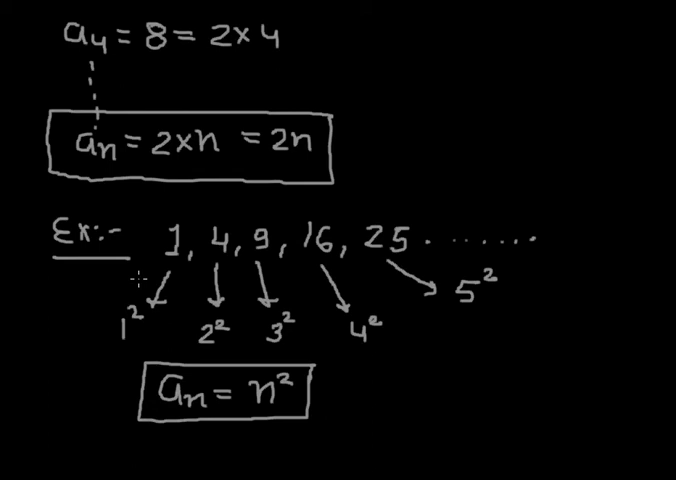 a₄ = 8 = 2×4
aₙ = 2×n = 2n
Ex:- 1, 4, 9, 16, 25 ........
1² 2² 3² 4² 5²
aₙ = n²